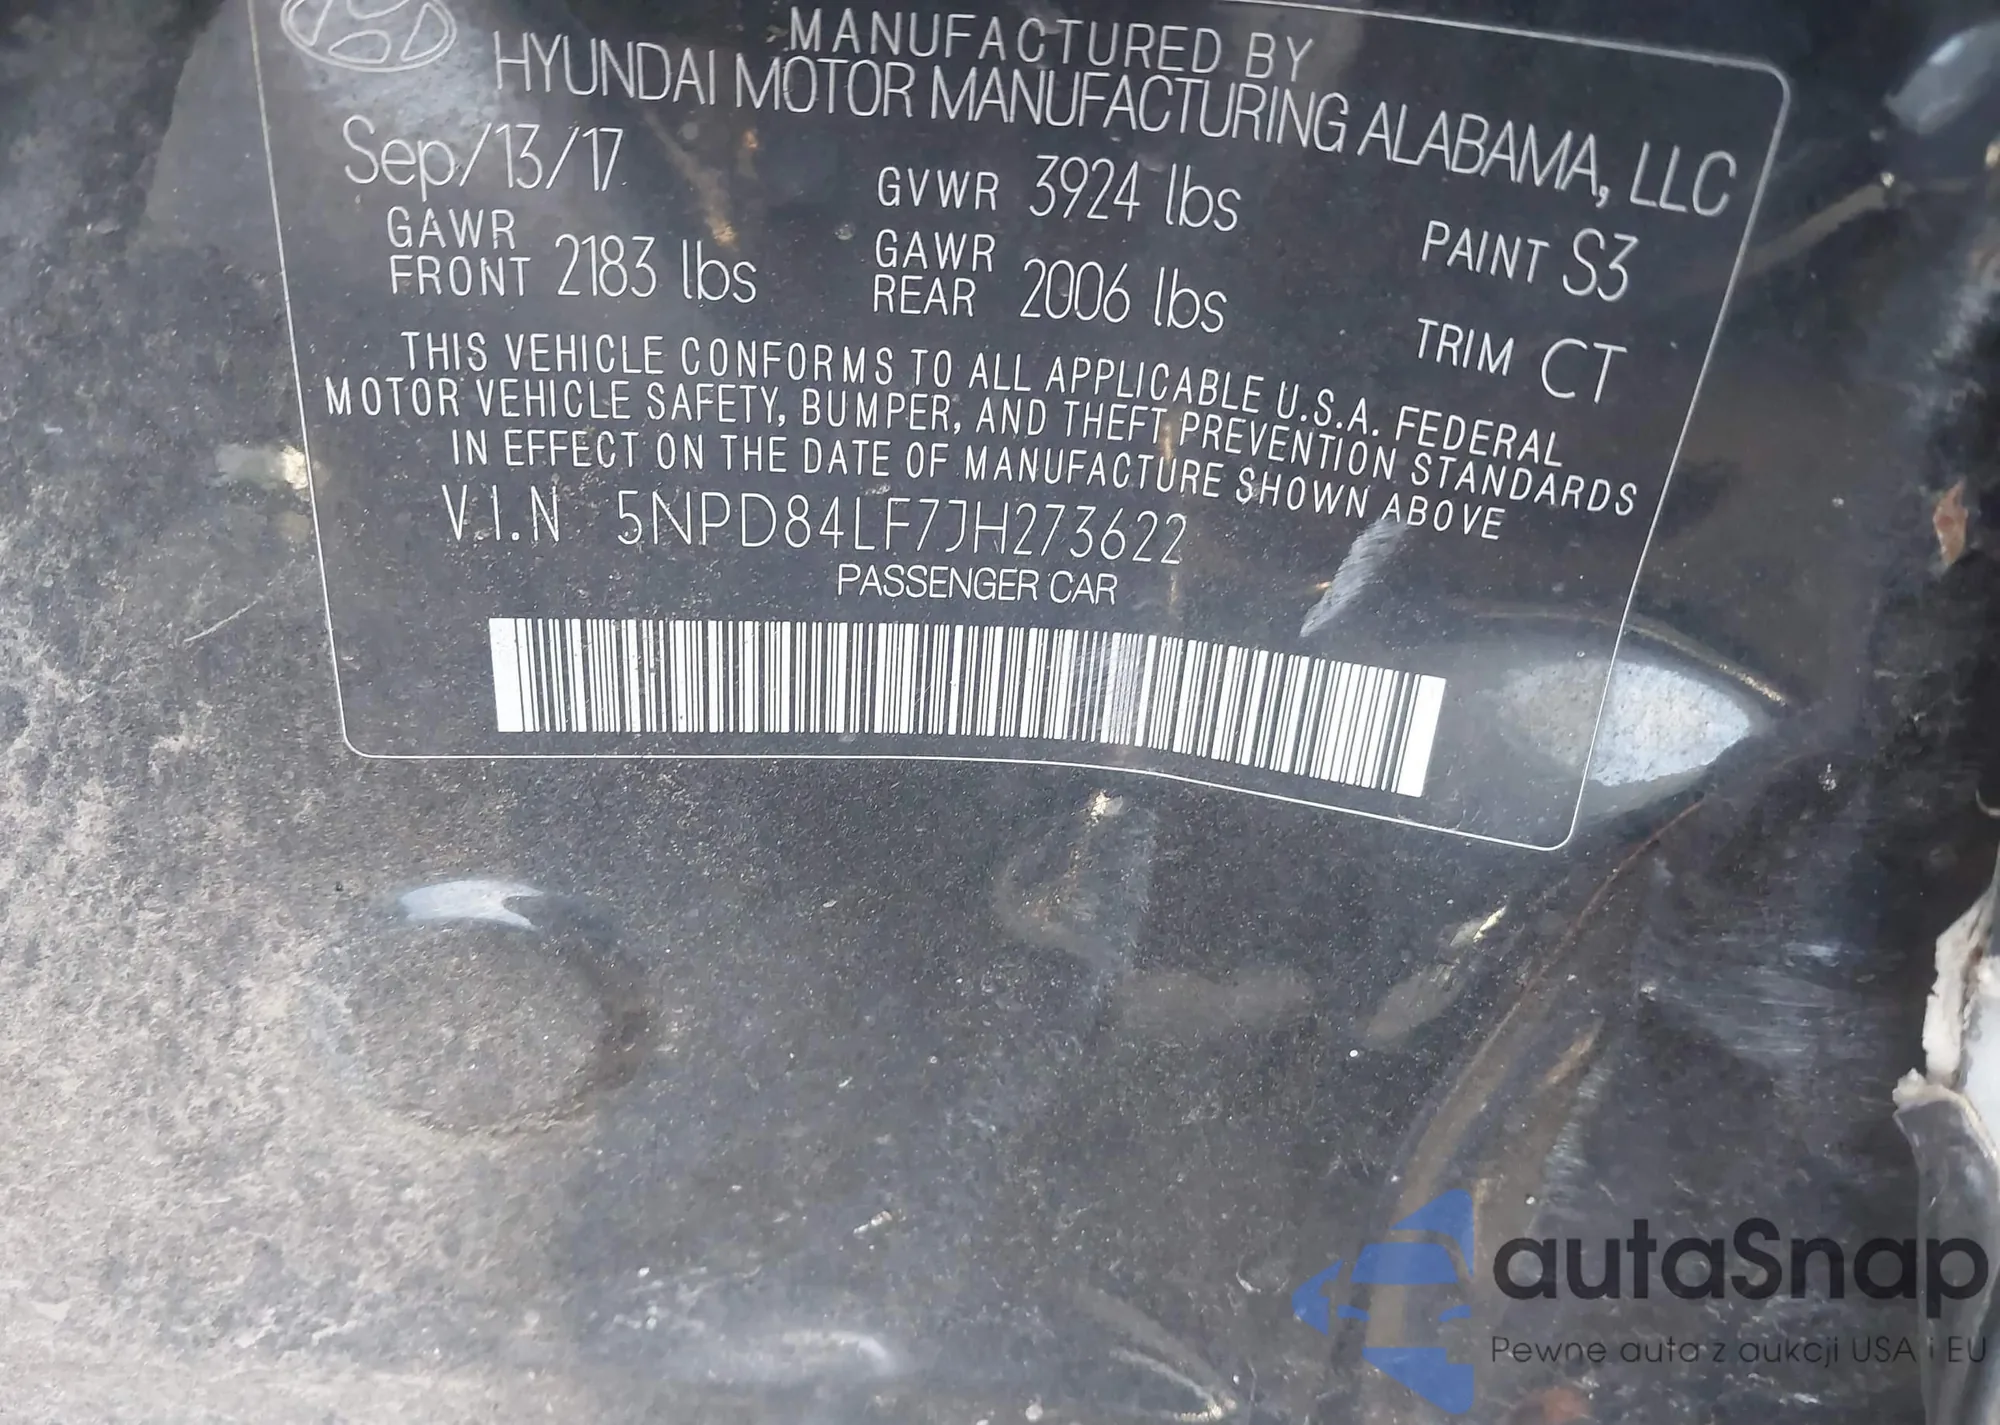 MANUFACTURED BY
HYUNDAI MOTOR MANUFACTURING ALABAMA, LLC
Sep/13/17
GVWR 3924 lbs
PAINT S3
GAWR FRONT 2183 lbs
GAWR REAR 2006 lbs
TRIM CT
THIS VEHICLE CONFORMS TO ALL APPLICABLE U.S.A. FEDERAL
MOTOR VEHICLE SAFETY, BUMPER, AND THEFT PREVENTION STANDARDS
IN EFFECT ON THE DATE OF MANUFACTURE SHOWN ABOVE
V.I.N 5NPD84LF7JH273622
PASSENGER CAR
autaSnap
Pewne auta z aukcji USA i EU